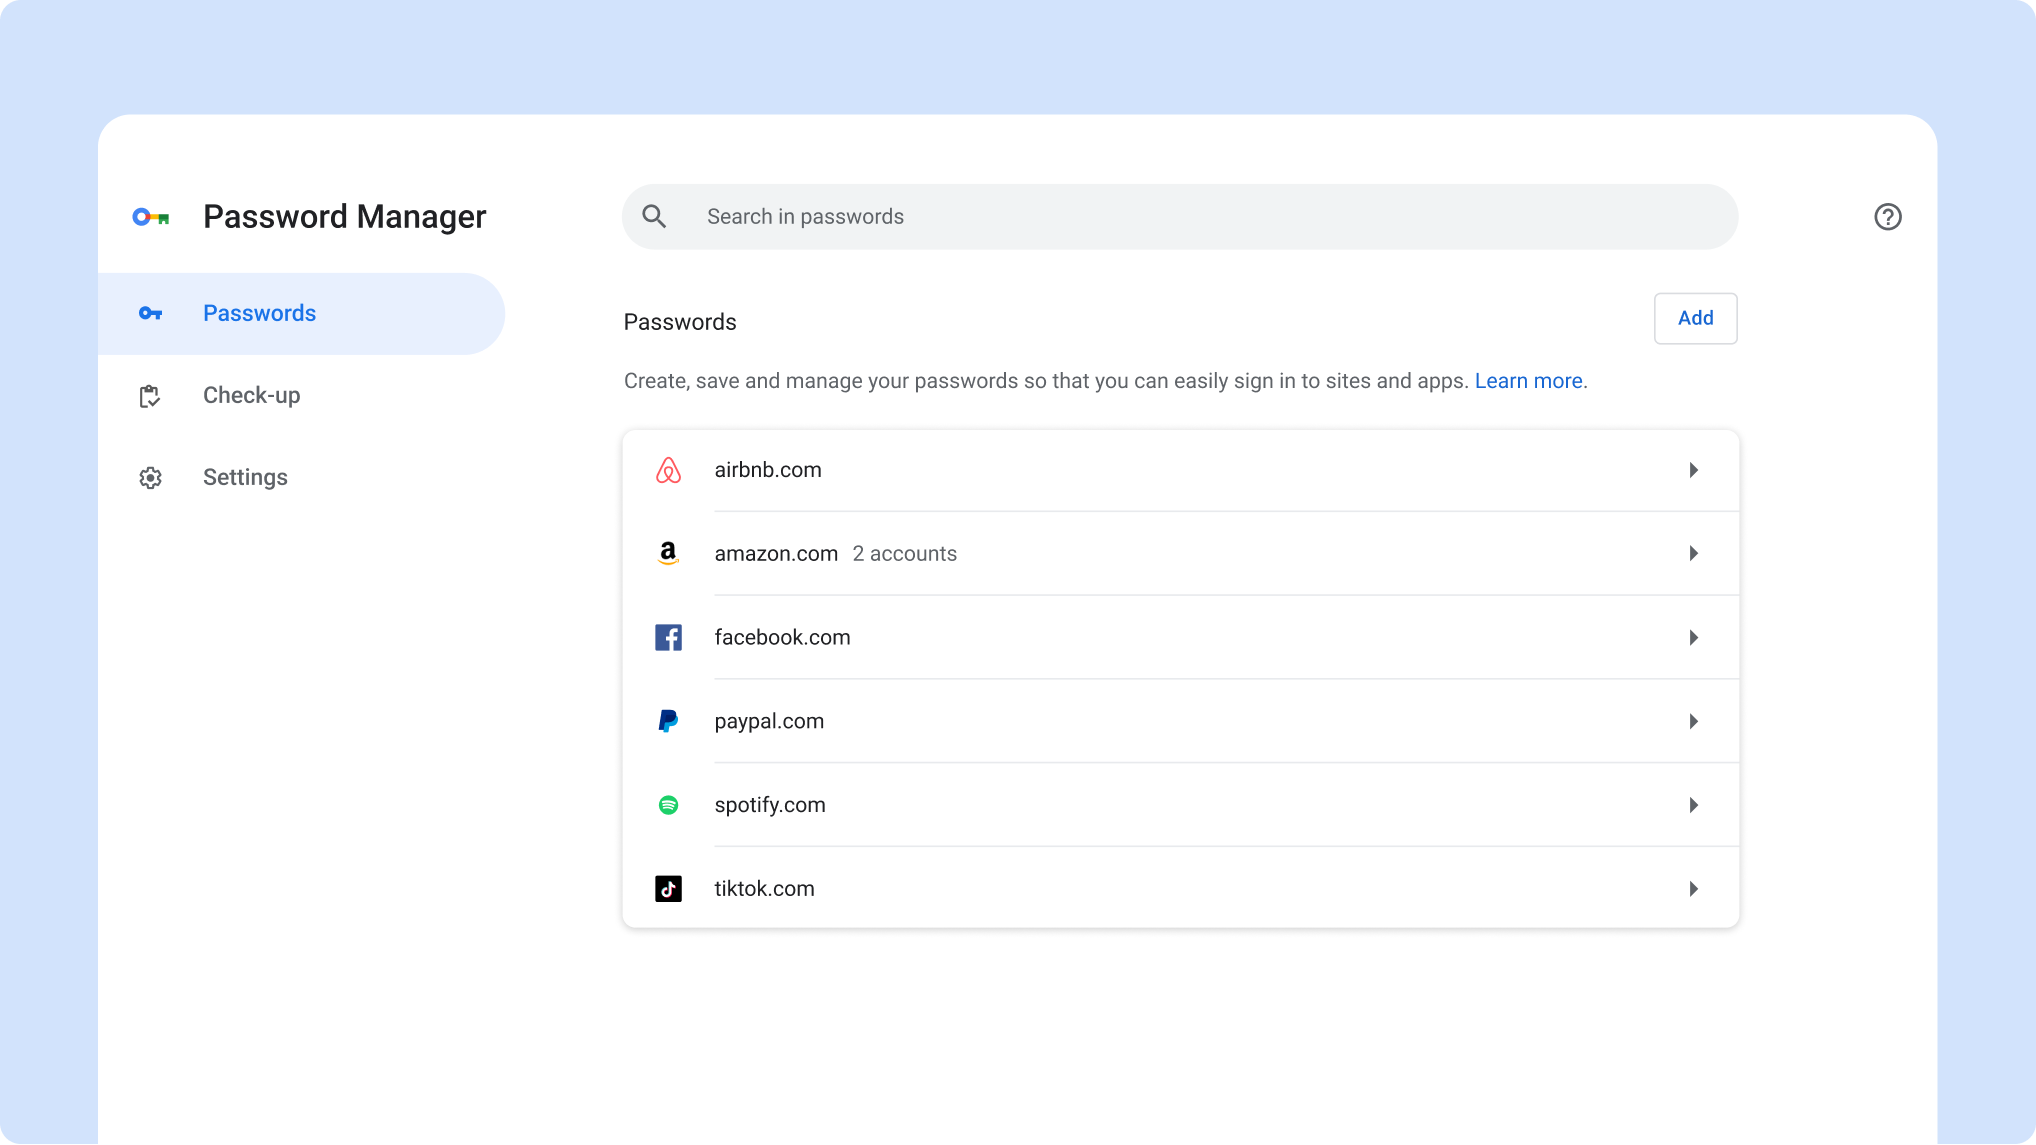 Password Manager
Search in passwords
Passwords
Check-up
Settings
Passwords
Add
Create, save and manage your passwords so that you can easily sign in to sites and apps. Learn more.
airbnb.com
amazon.com 2 accounts
facebook.com
paypal.com
spotify.com
tiktok.com